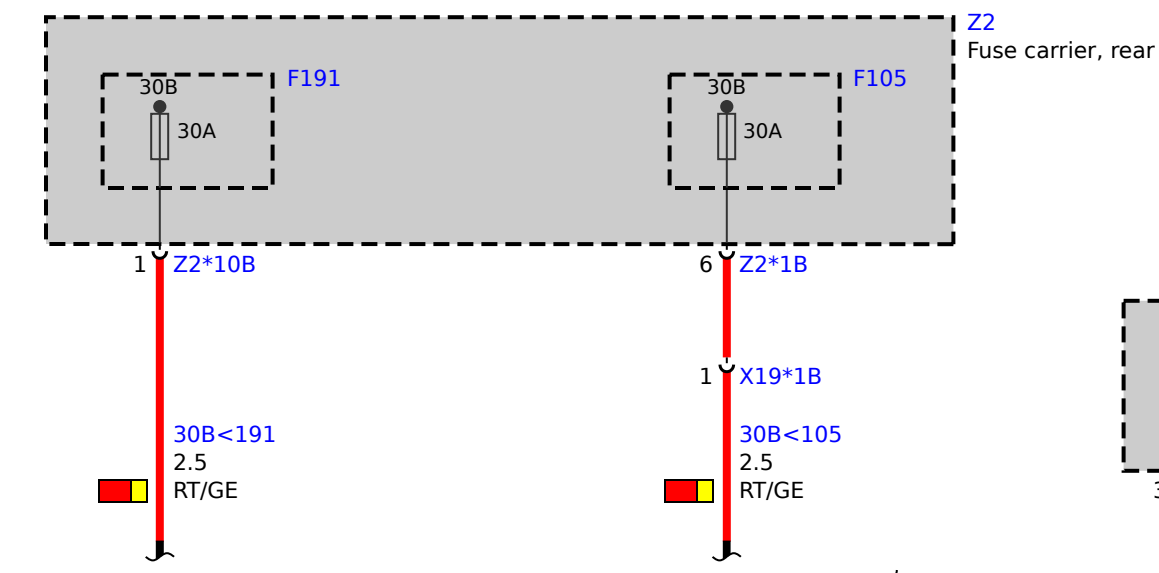 Z2
Fuse carrier, rear
F191
30B
30A
F105
30B
30A
1 Z2*10B
6 Z2*1B
1 X19*1B
30B<191
2.5
RT/GE
30B<105
2.5
RT/GE